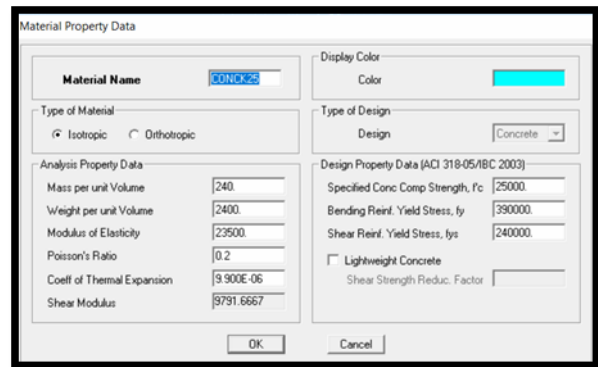 Material Property Data
Material Name CONCK25
Display Color
Color
Type of Material
Isotropic Orthotropic
Type of Design
Design Concrete
Analysis Property Data
Mass per unit Volume 240.
Weight per unit Volume 2400.
Modulus of Elasticity 23500.
Poisson's Ratio 0.2
Coeff of Thermal Expansion 9.900E-06
Shear Modulus 9791.6667
Design Property Data (ACI 318-05/IBC 2003)
Specified Conc Comp Strength, f'c 25000.
Bending Reinf. Yield Stress, fy 390000.
Shear Reinf. Yield Stress, fys 240000.
Lightweight Concrete
Shear Strength Reduc. Factor
OK Cancel